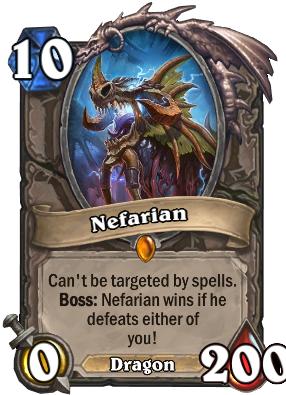 10
Nefarian
Can't be targeted by spells.
Boss: Nefarian wins if he
defeats either of
you!
0
Dragon
200